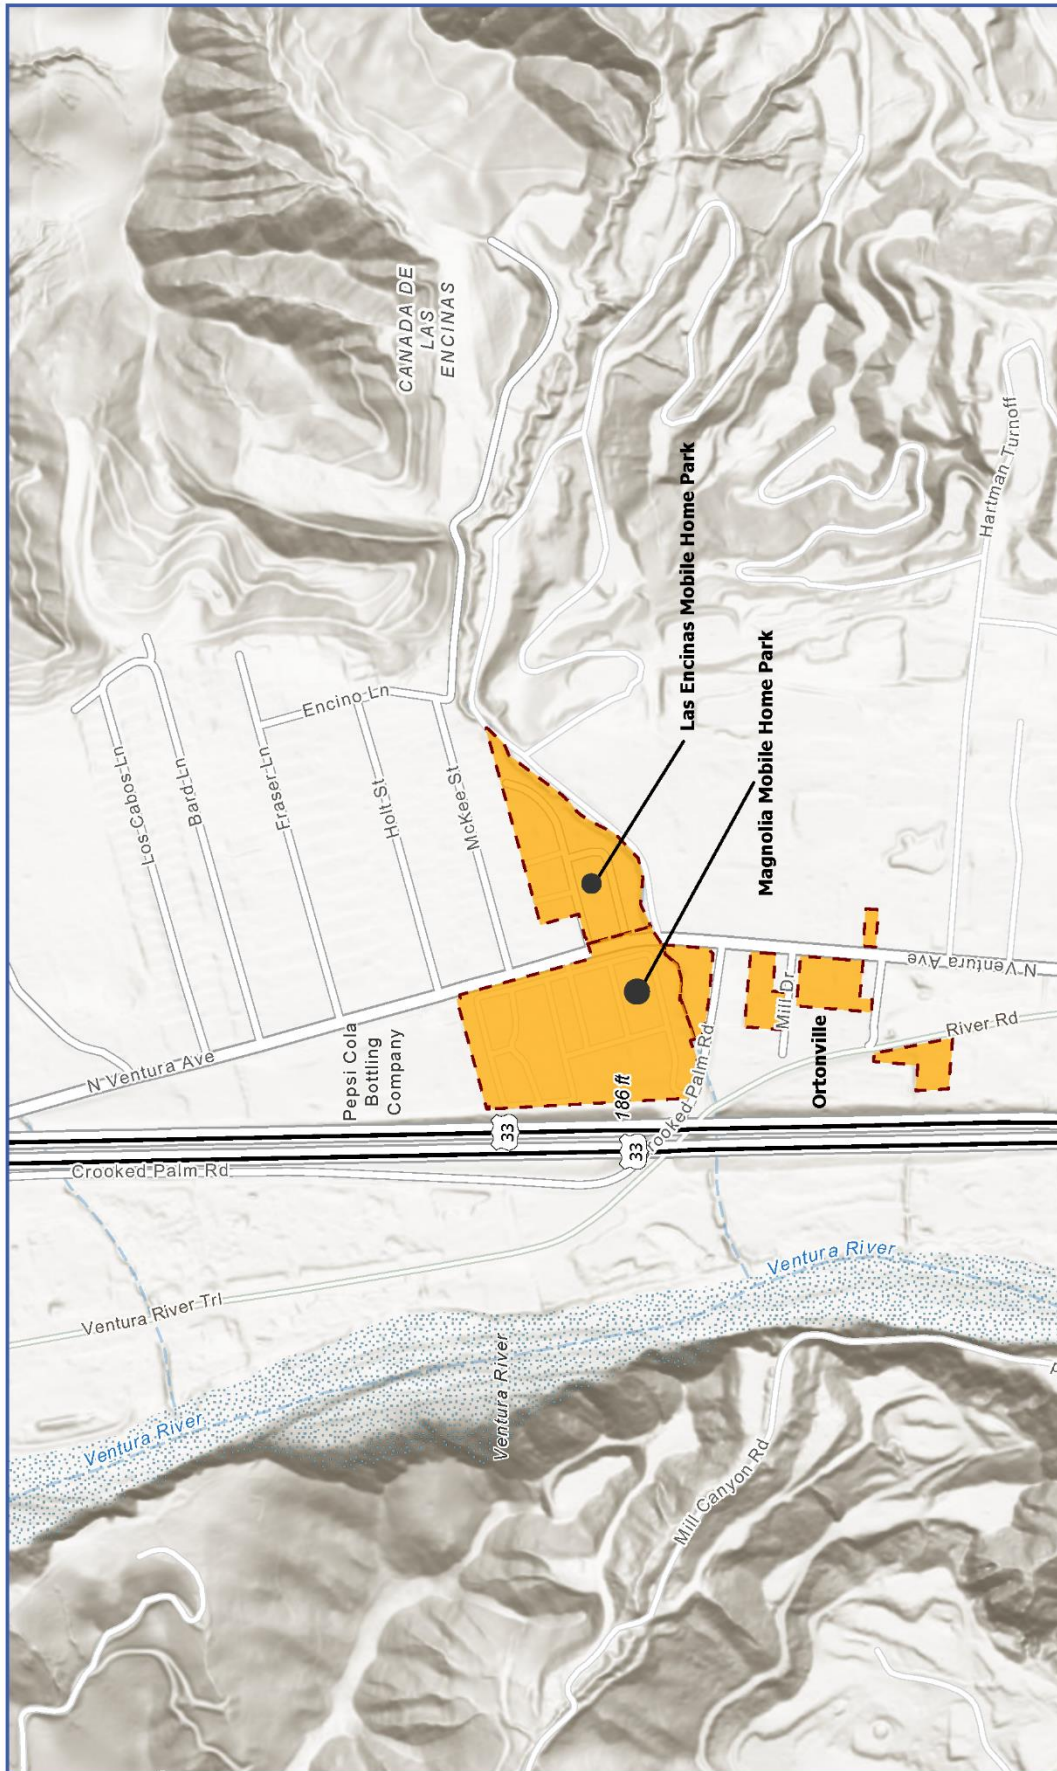 CANADA DE
LAS
ENCINAS
Los Cabos Ln
Bard Ln
Fraser Ln
Encino Ln
Holt St
McKee St
Las Encinas Mobile Home Park
Magnolia Mobile Home Park
Hartman Turnoff
N Ventura Ave
Pepsi Cola
Bottling
Company
186 ft
33
33
Crooked Palm Rd
Mill Dr
Ortonville
River Rd
N Ventura Ave
Crooked Palm Rd
Ventura River Trl
Ventura River
Ventura River
Ventura River
Mill Canyon Rd